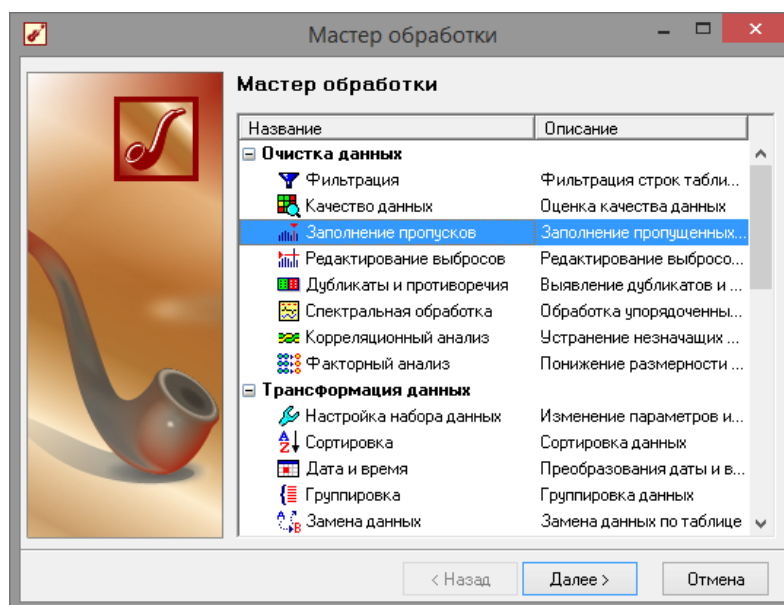 Мастер обработки
Мастер обработки
Название Описание
Очистка данных
Фильтрация Фильтрация строк табли...
Качество данных Оценка качества данных
Заполнение пропусков Заполнение пропущенных...
Редактирование выбросов Редактирование выбросо...
Дубликаты и противоречия Выявление дубликатов и ...
Спектральная обработка Обработка упорядоченны...
Корреляционный анализ Устранение незначащих ...
Факторный анализ Понижение размерности ...
Трансформация данных
Настройка набора данных Изменение параметров и...
Сортировка Сортировка данных
Дата и время Преобразования даты и в...
Группировка Группировка данных
Замена данных Замена данных по таблице
< Назад Далее > Отмена